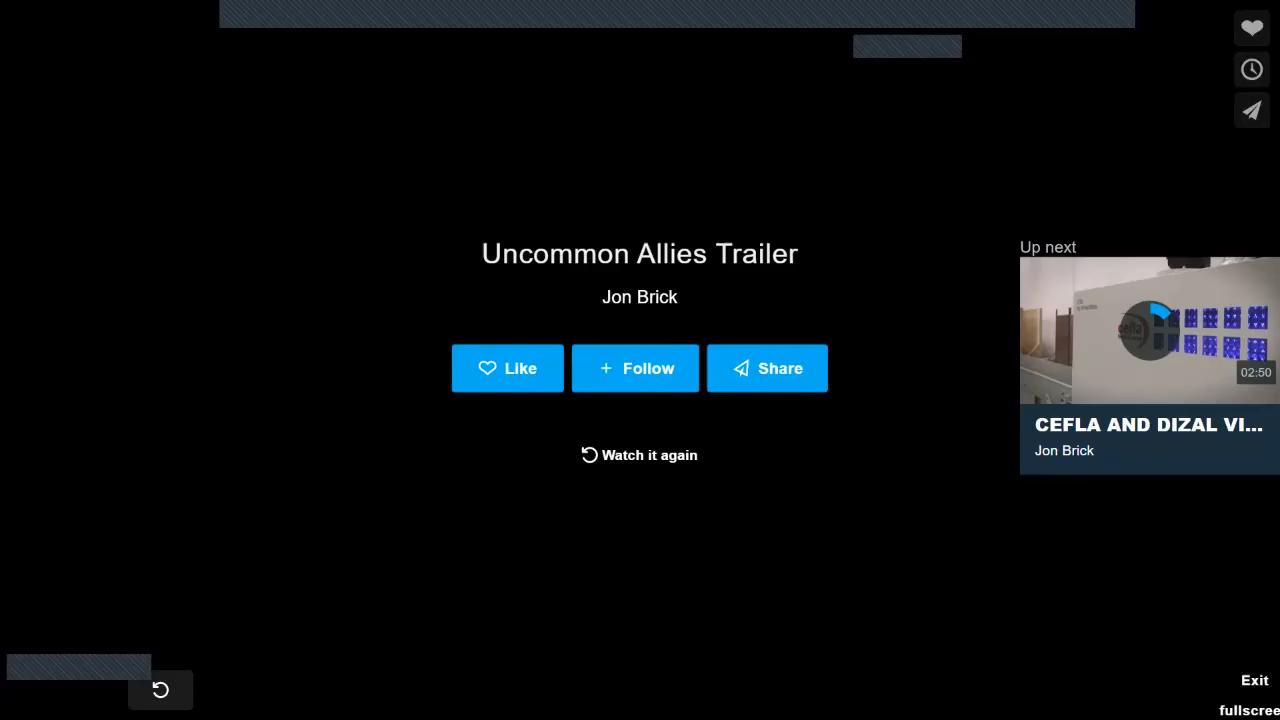 Uncommon Allies Trailer
Jon Brick
Like
Follow
Share
Watch it again
Up next
cefla
02:50
CEFLA AND DIZAL VI...
Jon Brick
Exit
fullscree